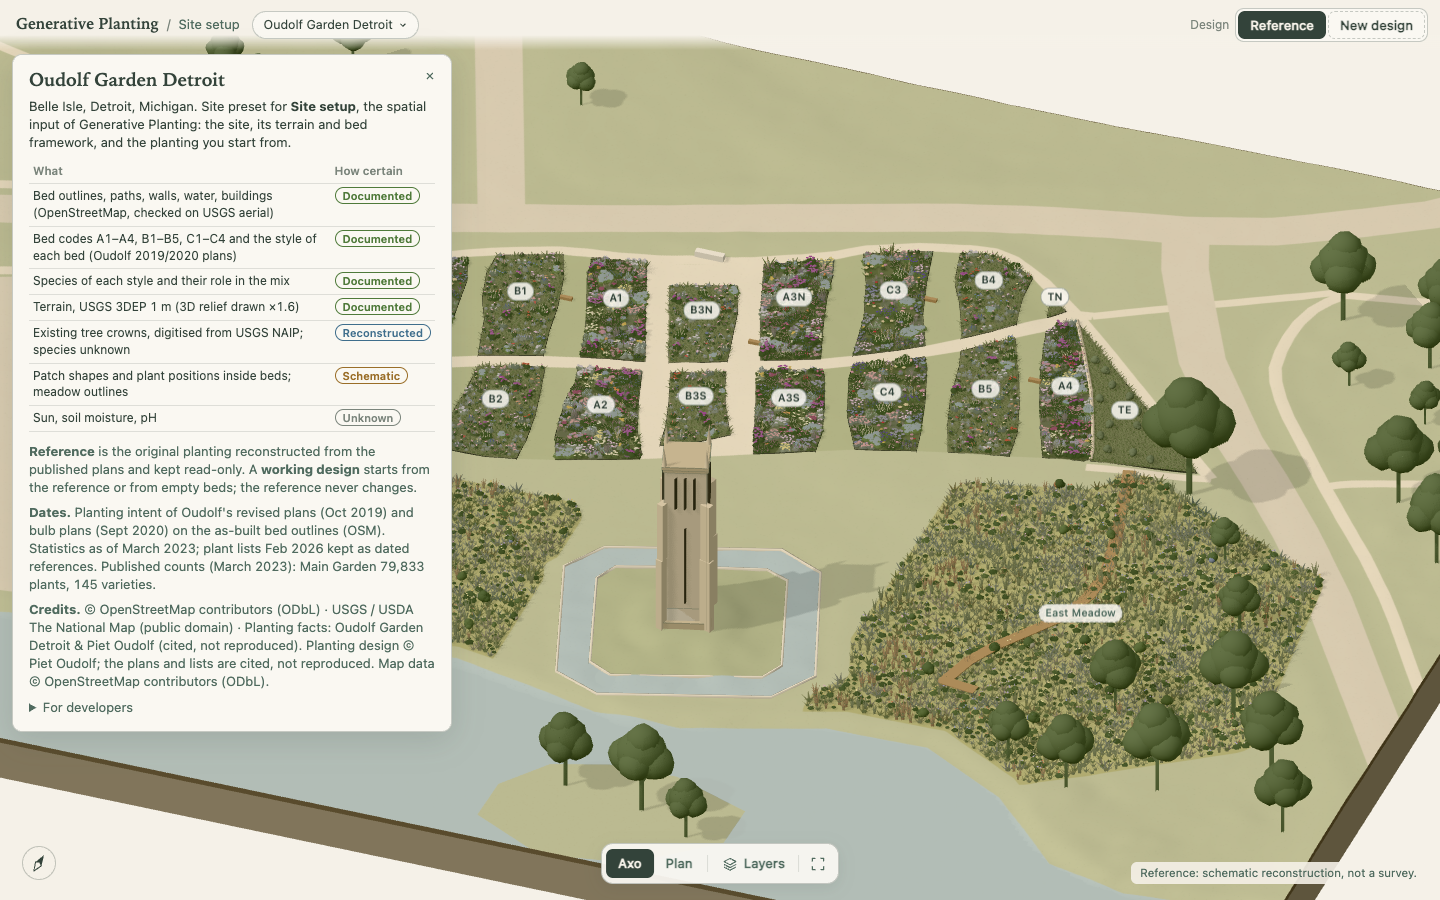 Generative Planting / Site setup Oudolf Garden Detroit
Design Reference New design
Oudolf Garden Detroit ×
Belle Isle, Detroit, Michigan. Site preset for Site setup, the spatial
input of Generative Planting: the site, its terrain and bed
framework, and the planting you start from.
What How certain
Bed outlines, paths, walls, water, buildings
(OpenStreetMap, checked on USGS aerial)
Documented
Bed codes A1–A4, B1–B5, C1–C4 and the style of
each bed (Oudolf 2019/2020 plans)
Documented
Species of each style and their role in the mix
Documented
Terrain, USGS 3DEP 1 m (3D relief drawn ×1.6)
Documented
Existing tree crowns, digitised from USGS NAIP;
species unknown
Reconstructed
Patch shapes and plant positions inside beds;
meadow outlines
Schematic
Sun, soil moisture, pH
Unknown
Reference is the original planting reconstructed from the
published plans and kept read-only. A working design starts from
the reference or from empty beds; the reference never changes.
Dates. Planting intent of Oudolf's revised plans (Oct 2019) and
bulb plans (Sept 2020) on the as-built bed outlines (OSM).
Statistics as of March 2023; plant lists Feb 2026 kept as dated
references. Published counts (March 2023): Main Garden 79,833
plants, 145 varieties.
Credits. © OpenStreetMap contributors (ODbL) · USGS / USDA
The National Map (public domain) · Planting facts: Oudolf Garden
Detroit & Piet Oudolf (cited, not reproduced). Planting design ©
Piet Oudolf; the plans and lists are cited, not reproduced. Map data
© OpenStreetMap contributors (ODbL).
For developers
B1
A1
B3N
A3N
C3
B4
TN
B2
A2
B3S
A3S
C4
B5
A4
TE
East Meadow
Axo Plan Layers
Reference: schematic reconstruction, not a survey.